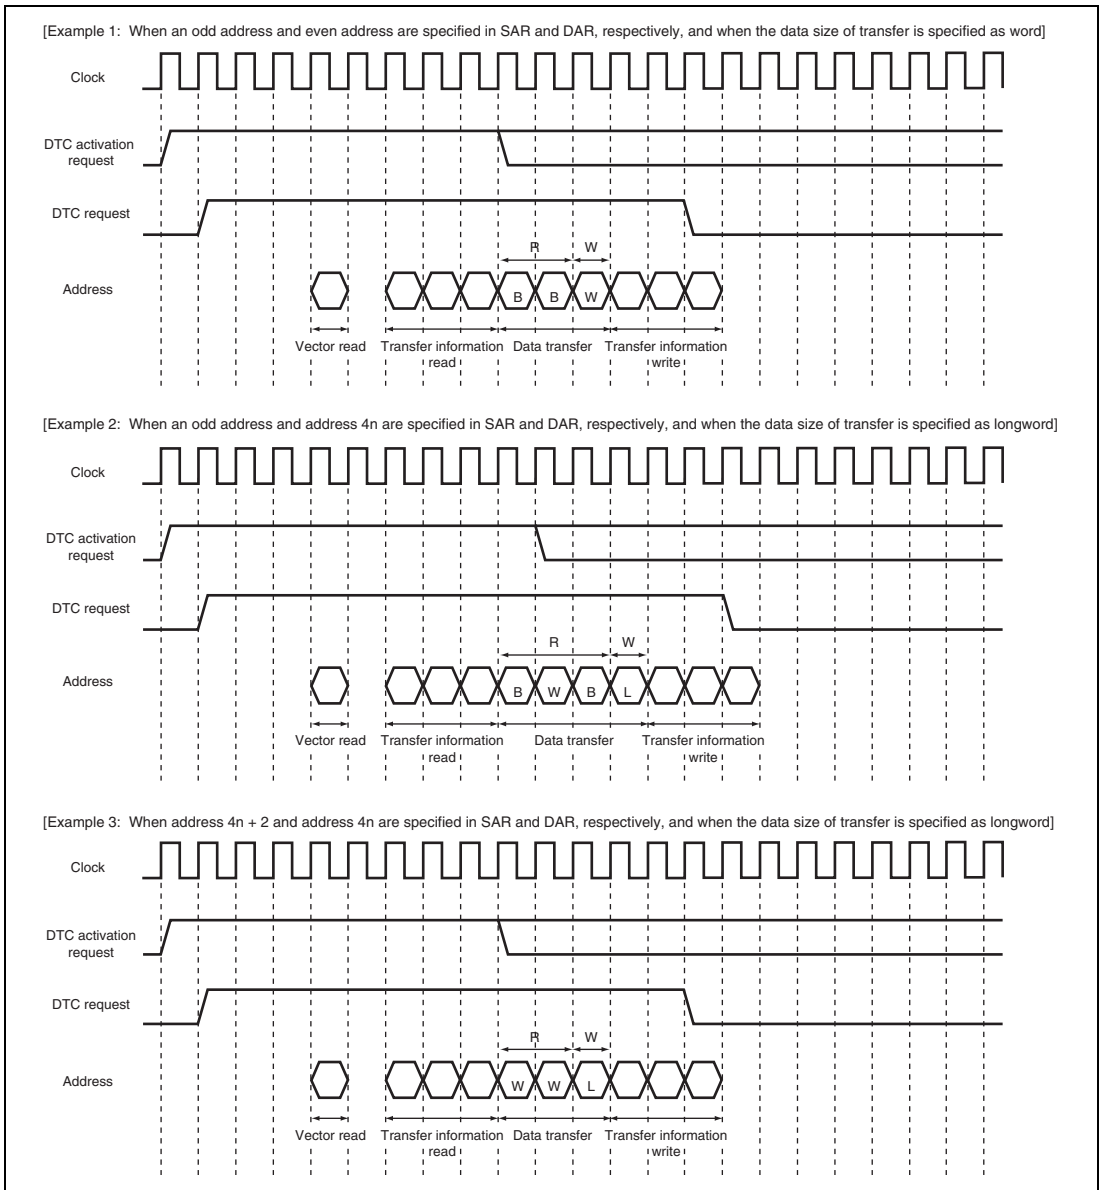 [Example 1: When an odd address and even address are specified in SAR and DAR, respectively, and when the data size of transfer is specified as word]
Clock
DTC activation
request
DTC request
R W
Address
B B W
Vector read Transfer information Data transfer Transfer information
read write
[Example 2: When an odd address and address 4n are specified in SAR and DAR, respectively, and when the data size of transfer is specified as longword]
Clock
DTC activation
request
DTC request
R W
Address
B W B L
Vector read Transfer information Data transfer Transfer information
read write
[Example 3: When address 4n + 2 and address 4n are specified in SAR and DAR, respectively, and when the data size of transfer is specified as longword]
Clock
DTC activation
request
DTC request
R W
Address
W W L
Vector read Transfer information Data transfer Transfer information
read write